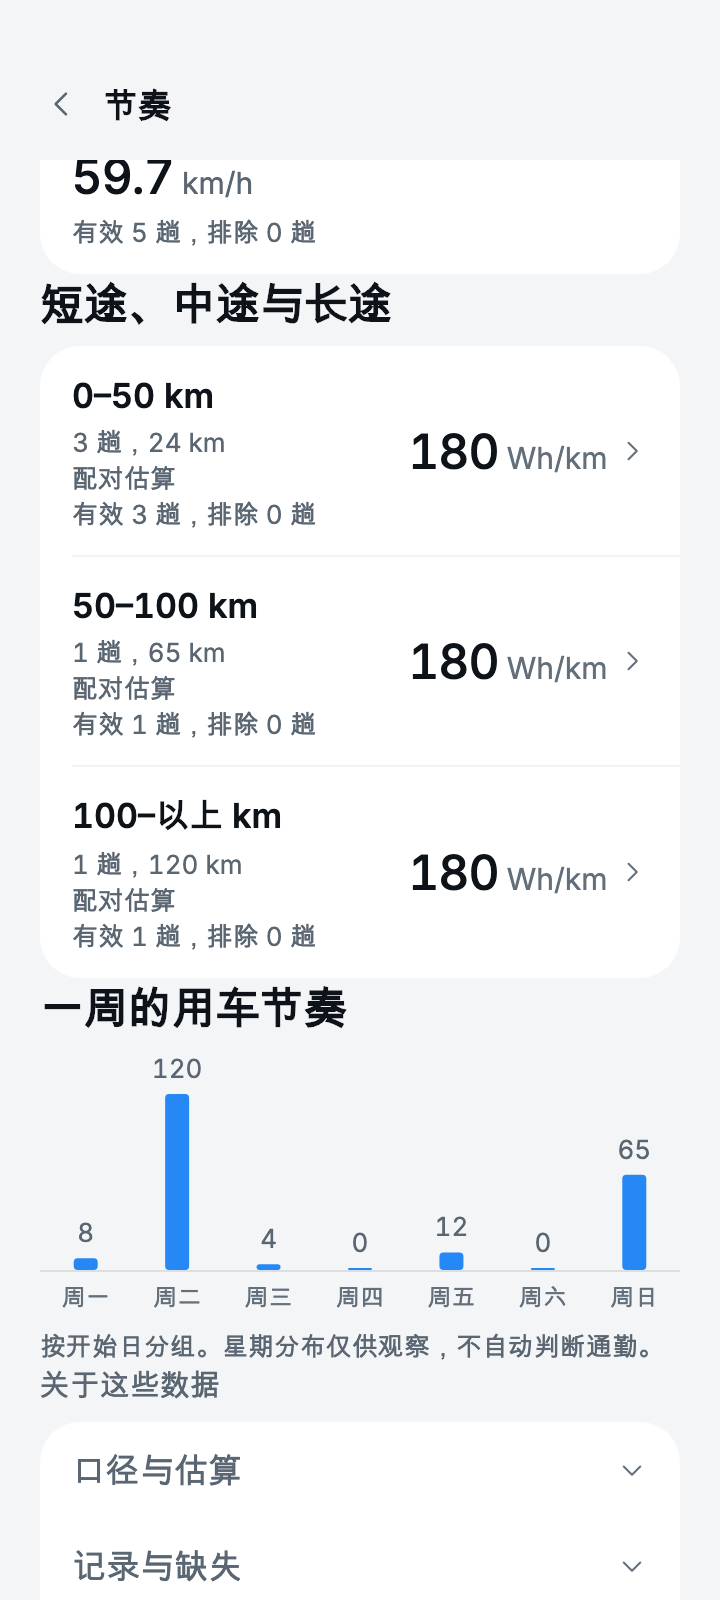 节奏
59.7 km/h
有效 5 趟，排除 0 趟
短途、中途与长途
0–50 km
3 趟，24 km
配对估算
有效 3 趟，排除 0 趟
180 Wh/km
50–100 km
1 趟，65 km
配对估算
有效 1 趟，排除 0 趟
180 Wh/km
100–以上 km
1 趟，120 km
配对估算
有效 1 趟，排除 0 趟
180 Wh/km
一周的用车节奏
8 120 4 0 12 0 65
周一 周二 周三 周四 周五 周六 周日
按开始日分组。星期分布仅供观察，不自动判断通勤。
关于这些数据
口径与估算
记录与缺失